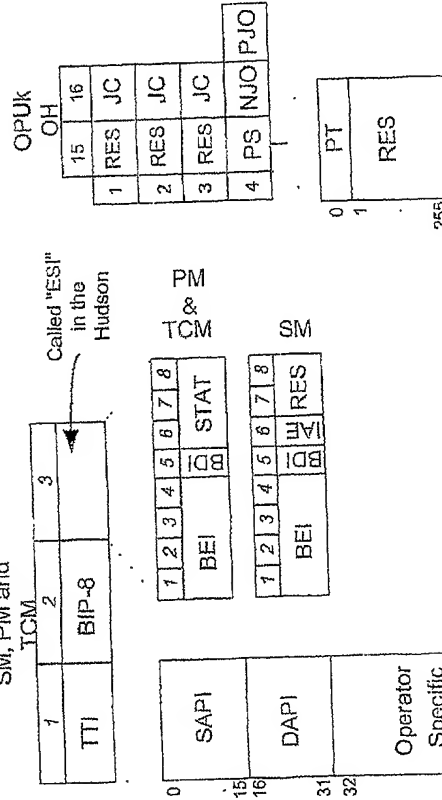 SM, PM and
TCM
1 2 3
TTI BIP-8
Called "ESI"
in the
Hudson
0
SAPI
15
16
DAPI
31
32
Operator
Specific
1 2 3 4 5 6 7 8
BEI BDI STAT
PM
&
TCM
1 2 3 4 5 6 7 8
BEI BDI IAE RES
SM
OPUk
OH
15 16
1 RES JC
2 RES JC
3 RES JC
4 PS NJO PJO
0 PT
1 RES
255